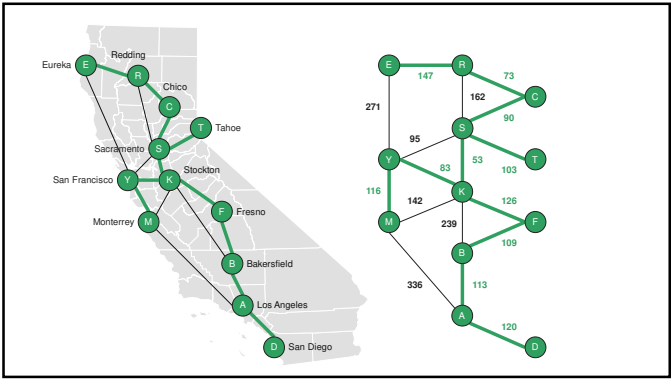 Redding
Eureka E
R
Chico
C
T Tahoe
Sacramento S
Stockton
San Francisco Y K
Monterrey M
F Fresno
B Bakersfield
A Los Angeles
D San Diego
E R
147 73
C
271 162
90
95 S
Y 83 53 103 T
116 K
142 126
M 239 F
109
B
336 113
A
120
D